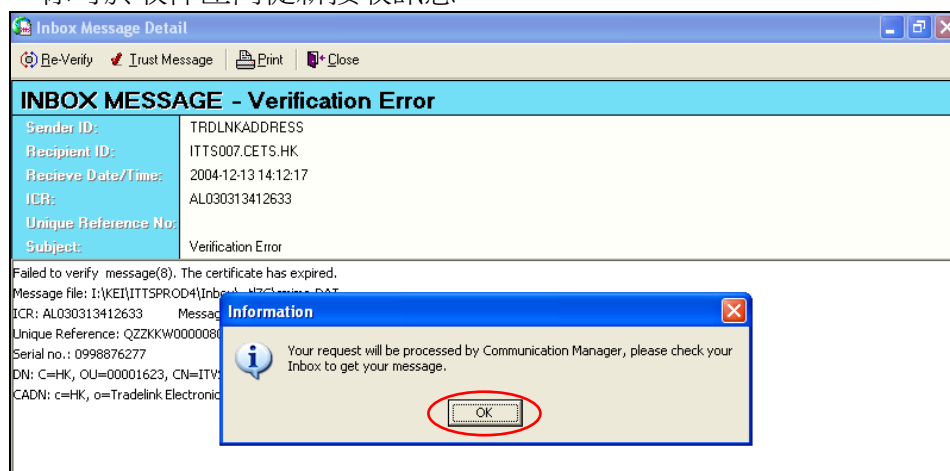 Inbox Message Detail
Re-Verify Trust Message Print Close
INBOX MESSAGE - Verification Error
Sender ID: TRDLNKADDRESS
Recipient ID: ITTS007.CETS.HK
Recieve Date/Time: 2004-12-13 14:12:17
ICR: AL030313412633
Unique Reference No:
Subject: Verification Error
Failed to verify message(8). The certificate has expired.
Message file: I:\KEI\ITTSPROD4\Inbox\
ICR: AL030313412633 Messag
Unique Reference: QZZKKW000008
Serial no.: 0998876277
DN: C=HK, OU=00001623, CN=ITV
CADN: c=HK, o=Tradelink Electronic
Information
Your request will be processed by Communication Manager, please check your
Inbox to get your message.
OK